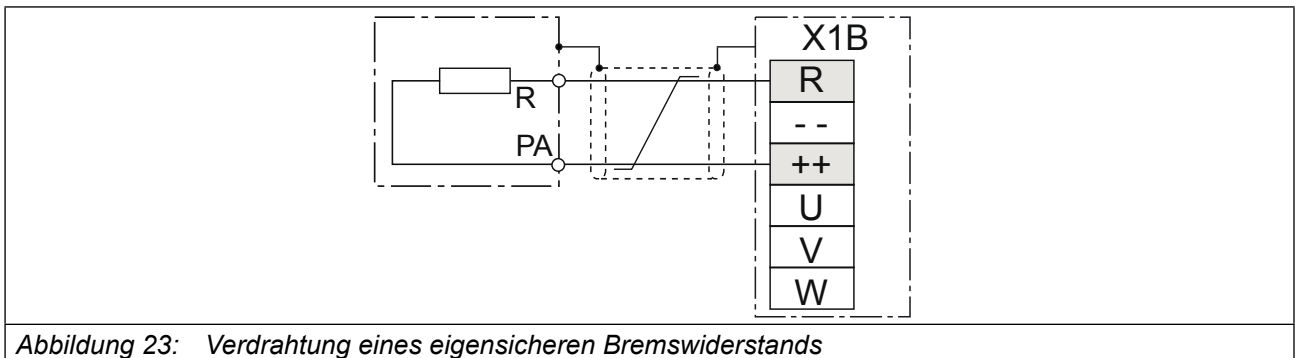 X1B
R
R
- -
PA
++
U
V
W
Abbildung 23: Verdrahtung eines eigensicheren Bremswiderstands